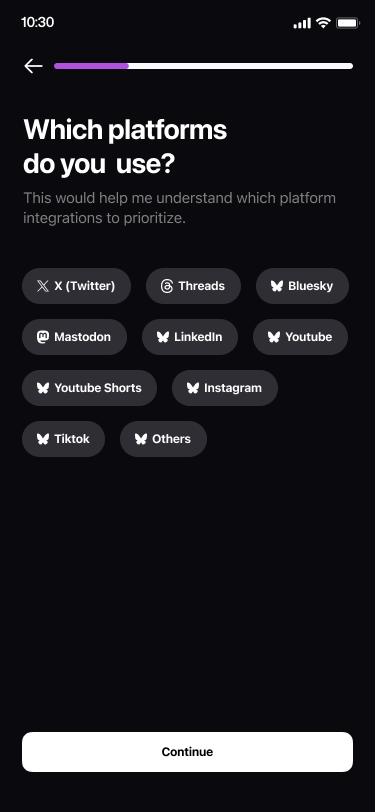 10:30
Which platforms
do you  use?
This would help me understand which platform
integrations to prioritize.
X (Twitter)
Threads
Bluesky
Mastodon
LinkedIn
Youtube
Youtube Shorts
Instagram
Tiktok
Others
Continue